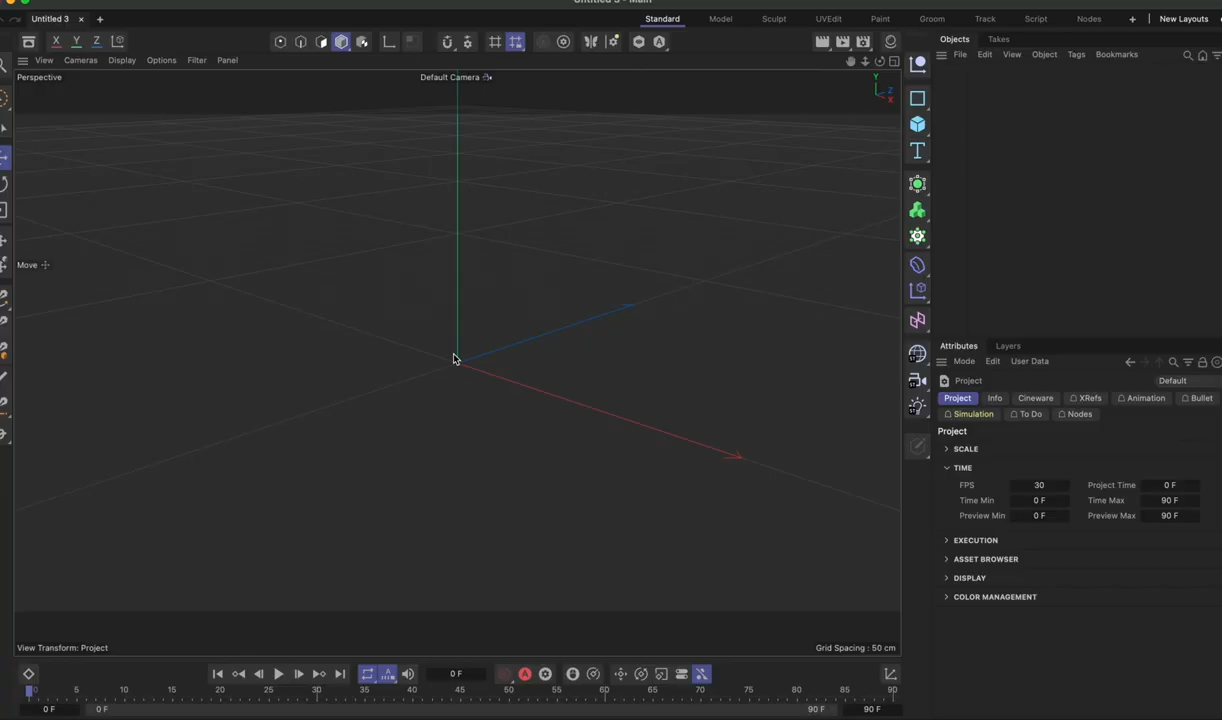 Untitled 3 - Main
Untitled 3 × +
Standard Model Sculpt UVEdit Paint Groom Track Script Nodes + New Layouts
X Y Z
Objects Takes
File Edit View Object Tags Bookmarks
View Cameras Display Options Filter Panel
Perspective
Default Camera
Y
Z
X
Move
Attributes Layers
Mode Edit User Data
Project Default
Project Info Cineware XRefs Animation Bullet
Simulation To Do Nodes
Project
SCALE
TIME
FPS 30 Project Time 0 F
Time Min 0 F Time Max 90 F
Preview Min 0 F Preview Max 90 F
EXECUTION
ASSET BROWSER
DISPLAY
COLOR MANAGEMENT
View Transform: Project
Grid Spacing : 50 cm
0 F
0 5 10 15 20 25 30 35 40 45 50 55 60 65 70 75 80 85 90
0 F 0 F 90 F 90 F